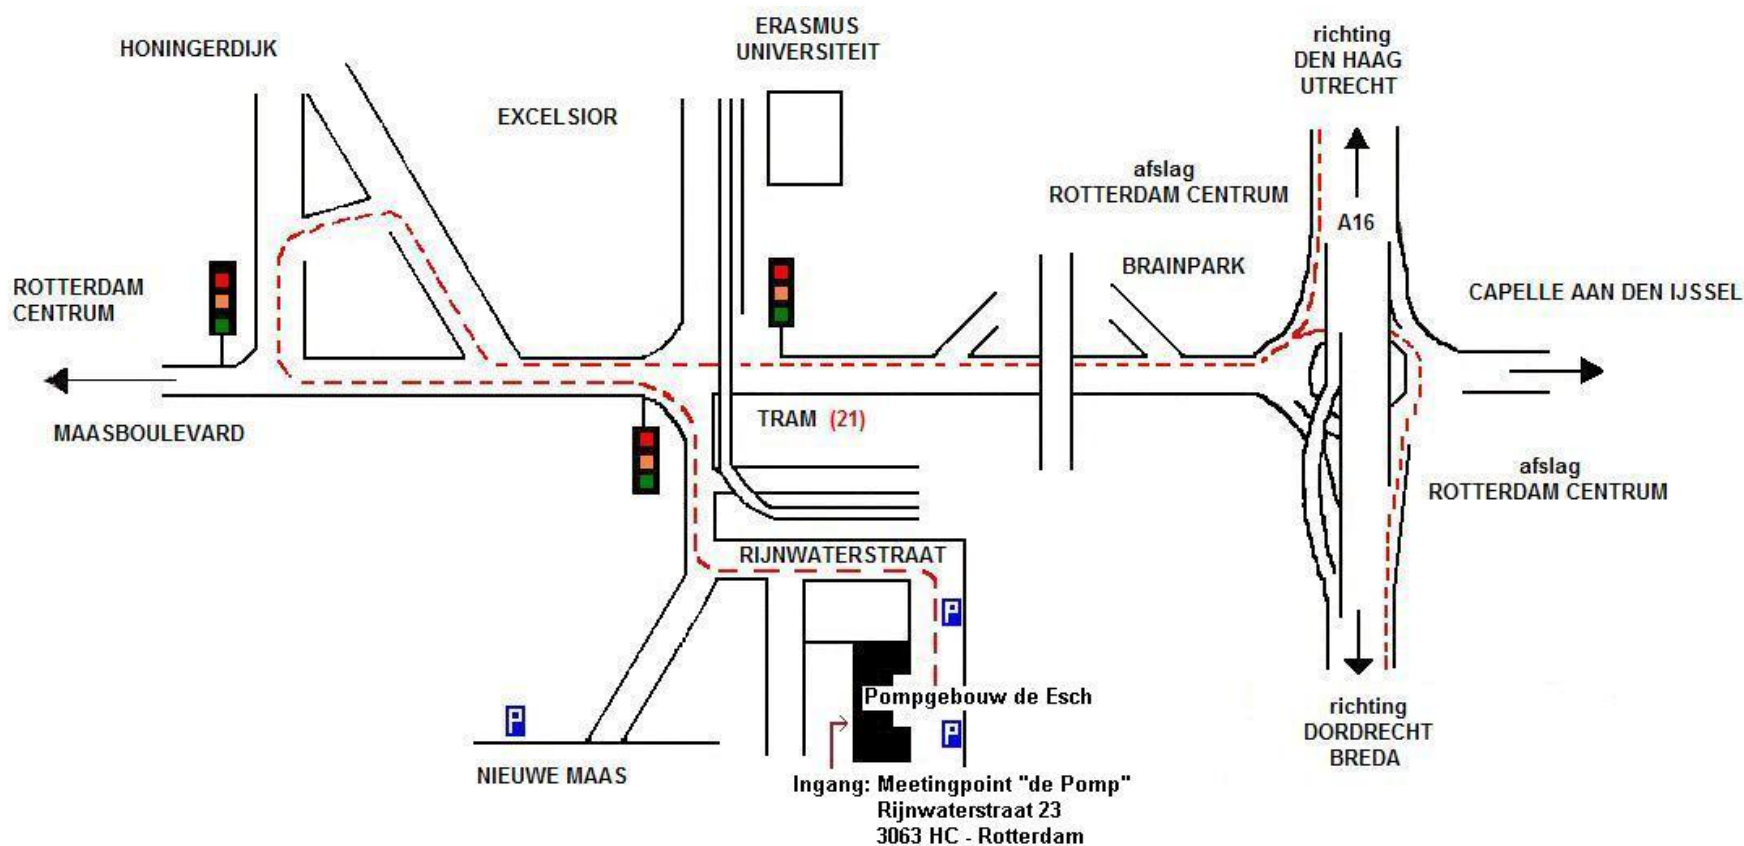 HONINGERDIJK
ERASMUS
UNIVERSITEIT
richting
DEN HAAG
UTRECHT
EXCELSIOR
afslag
ROTTERDAM CENTRUM
A16
BRAINPARK
ROTTERDAM
CENTRUM
CAPELLE AAN DEN IJSSEL
MAASBOULEVARD
TRAM (21)
afslag
ROTTERDAM CENTRUM
RIJNWATERSTRAAT
P
Pompgebouw de Esch
P
P
richting
DORDRECHT
BREDA
NIEUWE MAAS
Ingang: Meetingpoint "de Pomp"
Rijnwaterstraat 23
3063 HC - Rotterdam